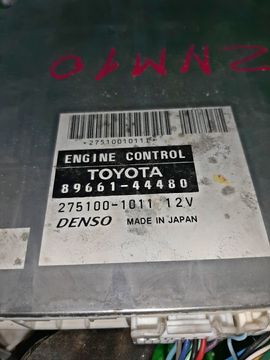 ZNM10
*2751001011*
ENGINE CONTROL
TOYOTA
89661-44480
275100-1011 12V
DENSO MADE IN JAPAN